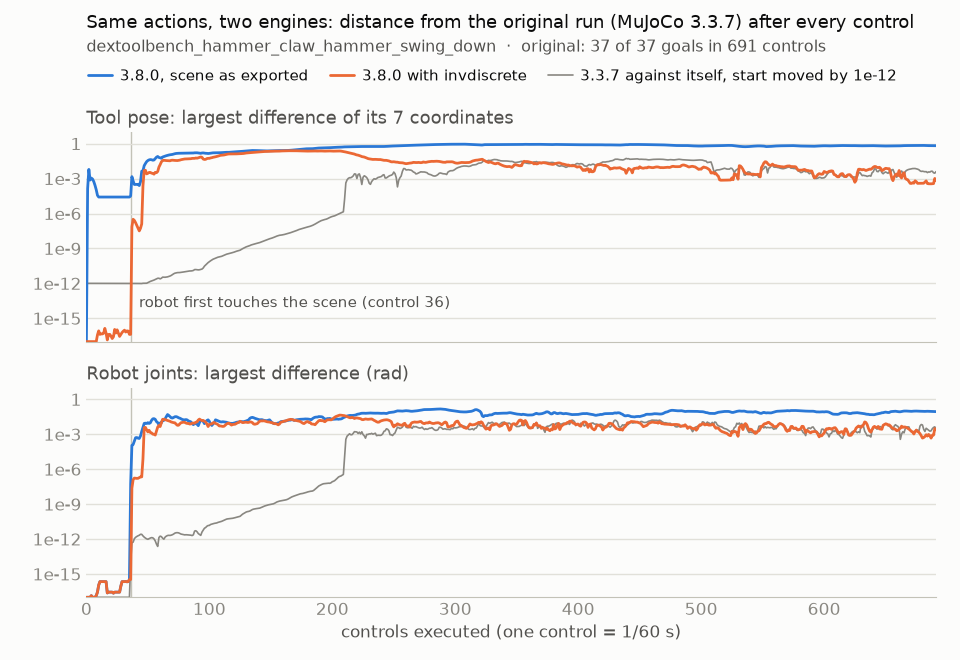 Same actions, two engines: distance from the original run (MuJoCo 3.3.7) after every control
dextoolbench_hammer_claw_hammer_swing_down · original: 37 of 37 goals in 691 controls
3.8.0, scene as exported 3.8.0 with invdiscrete 3.3.7 against itself, start moved by 1e-12
Tool pose: largest difference of its 7 coordinates
1
1e-3
1e-6
1e-9
1e-12
robot first touches the scene (control 36)
1e-15
Robot joints: largest difference (rad)
1
1e-3
1e-6
1e-9
1e-12
1e-15
0 100 200 300 400 500 600
controls executed (one control = 1/60 s)